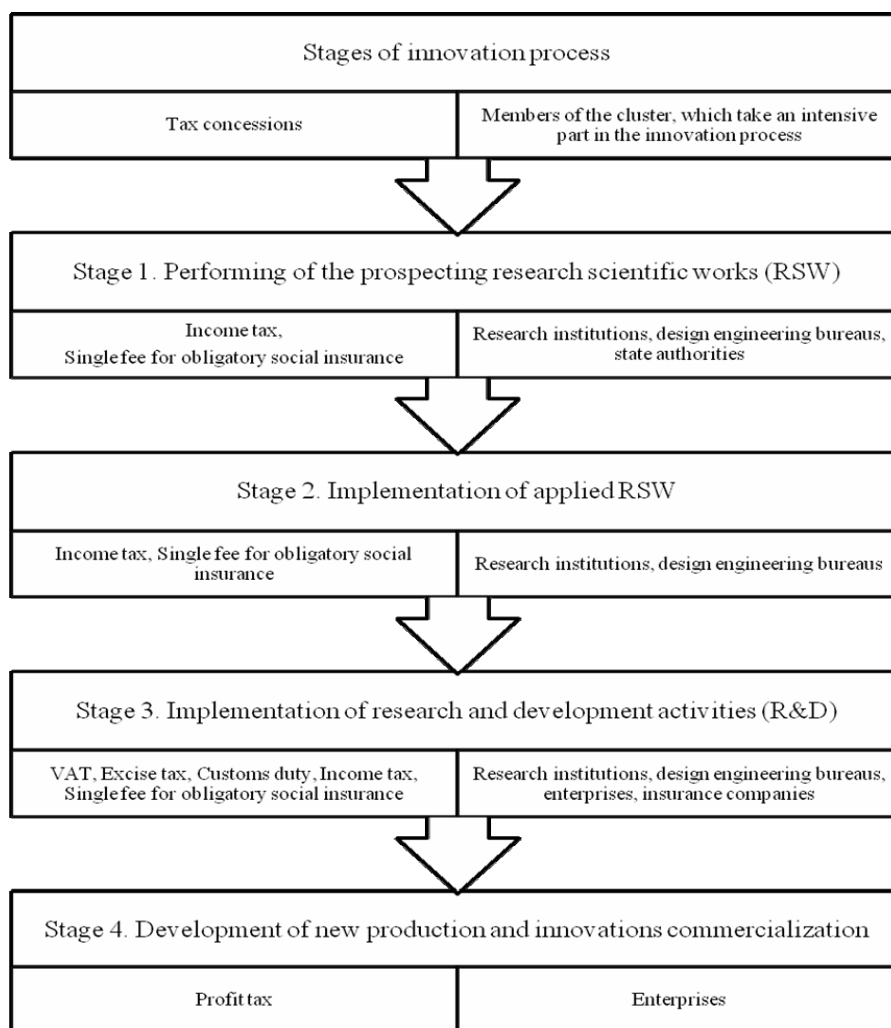 Stages of innovation process
Tax concessions
Members of the cluster, which take an intensive
part in the innovation process
Stage 1. Performing of the prospecting research scientific works (RSW)
Income tax,
Single fee for obligatory social insurance
Research institutions, design engineering bureaus,
state authorities
Stage 2. Implementation of applied RSW
Income tax, Single fee for obligatory social
insurance
Research institutions, design engineering bureaus
Stage 3. Implementation of research and development activities (R&D)
VAT, Excise tax, Customs duty, Income tax,
Single fee for obligatory social insurance
Research institutions, design engineering bureaus,
enterprises, insurance companies
Stage 4. Development of new production and innovations commercialization
Profit tax
Enterprises